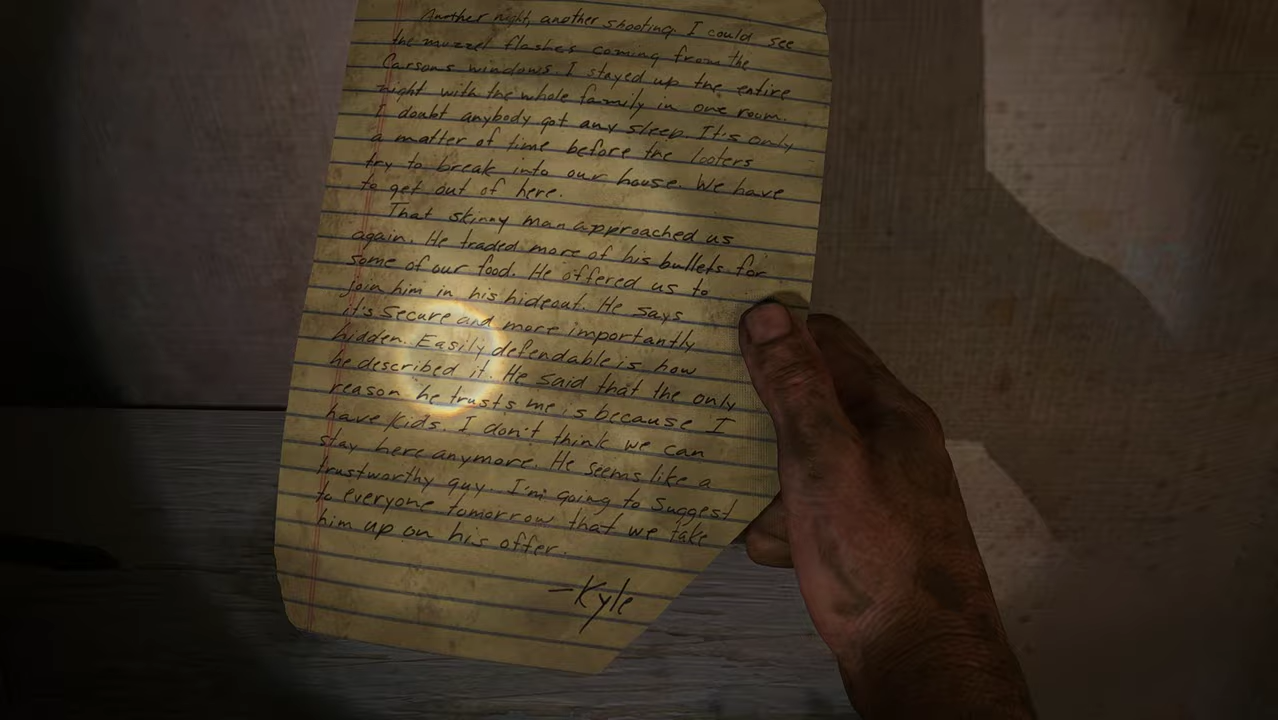 Another night, another shooting. I could see
the muzzel flashes coming from the
Carsons windows. I stayed up the entire
night with the whole family in one room.
I doubt anybody got any sleep. It's only
a matter of time before the looters
try to break into our house. We have
to get out of here.
That skinny man approached us
again. He traded more of his bullets for
some of our food. He offered us to
join him in his hideout. He says
it's secure and more importantly
hidden. Easily defendable is how
he described it. He said that the only
reason he trusts me is because I
have kids. I don't think we can
stay here anymore. He seems like a
trustworthy guy. I'm going to suggest
to everyone tomorrow that we take
him up on his offer.
-Kyle